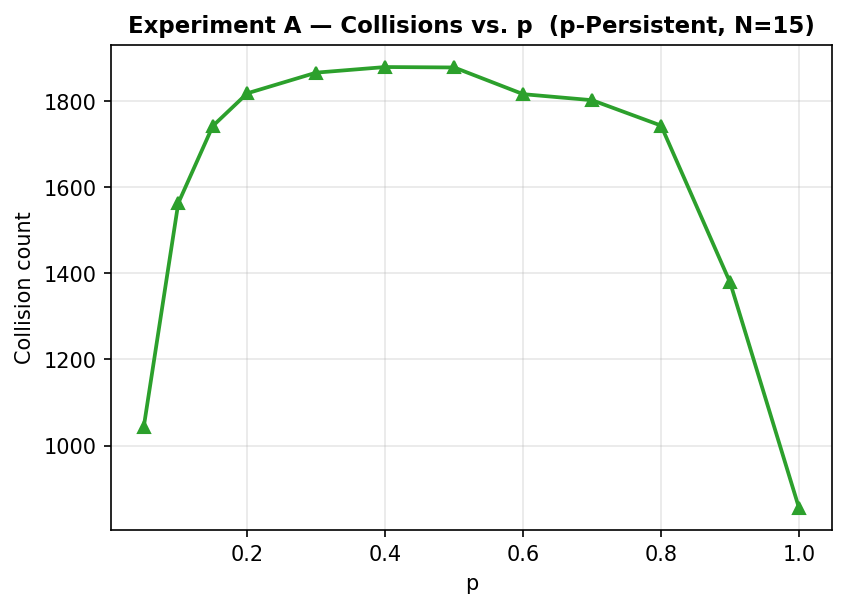 Experiment A — Collisions vs. p  (p-Persistent, N=15)
Collision count
1800
1600
1400
1200
1000
0.2 0.4 0.6 0.8 1.0
p